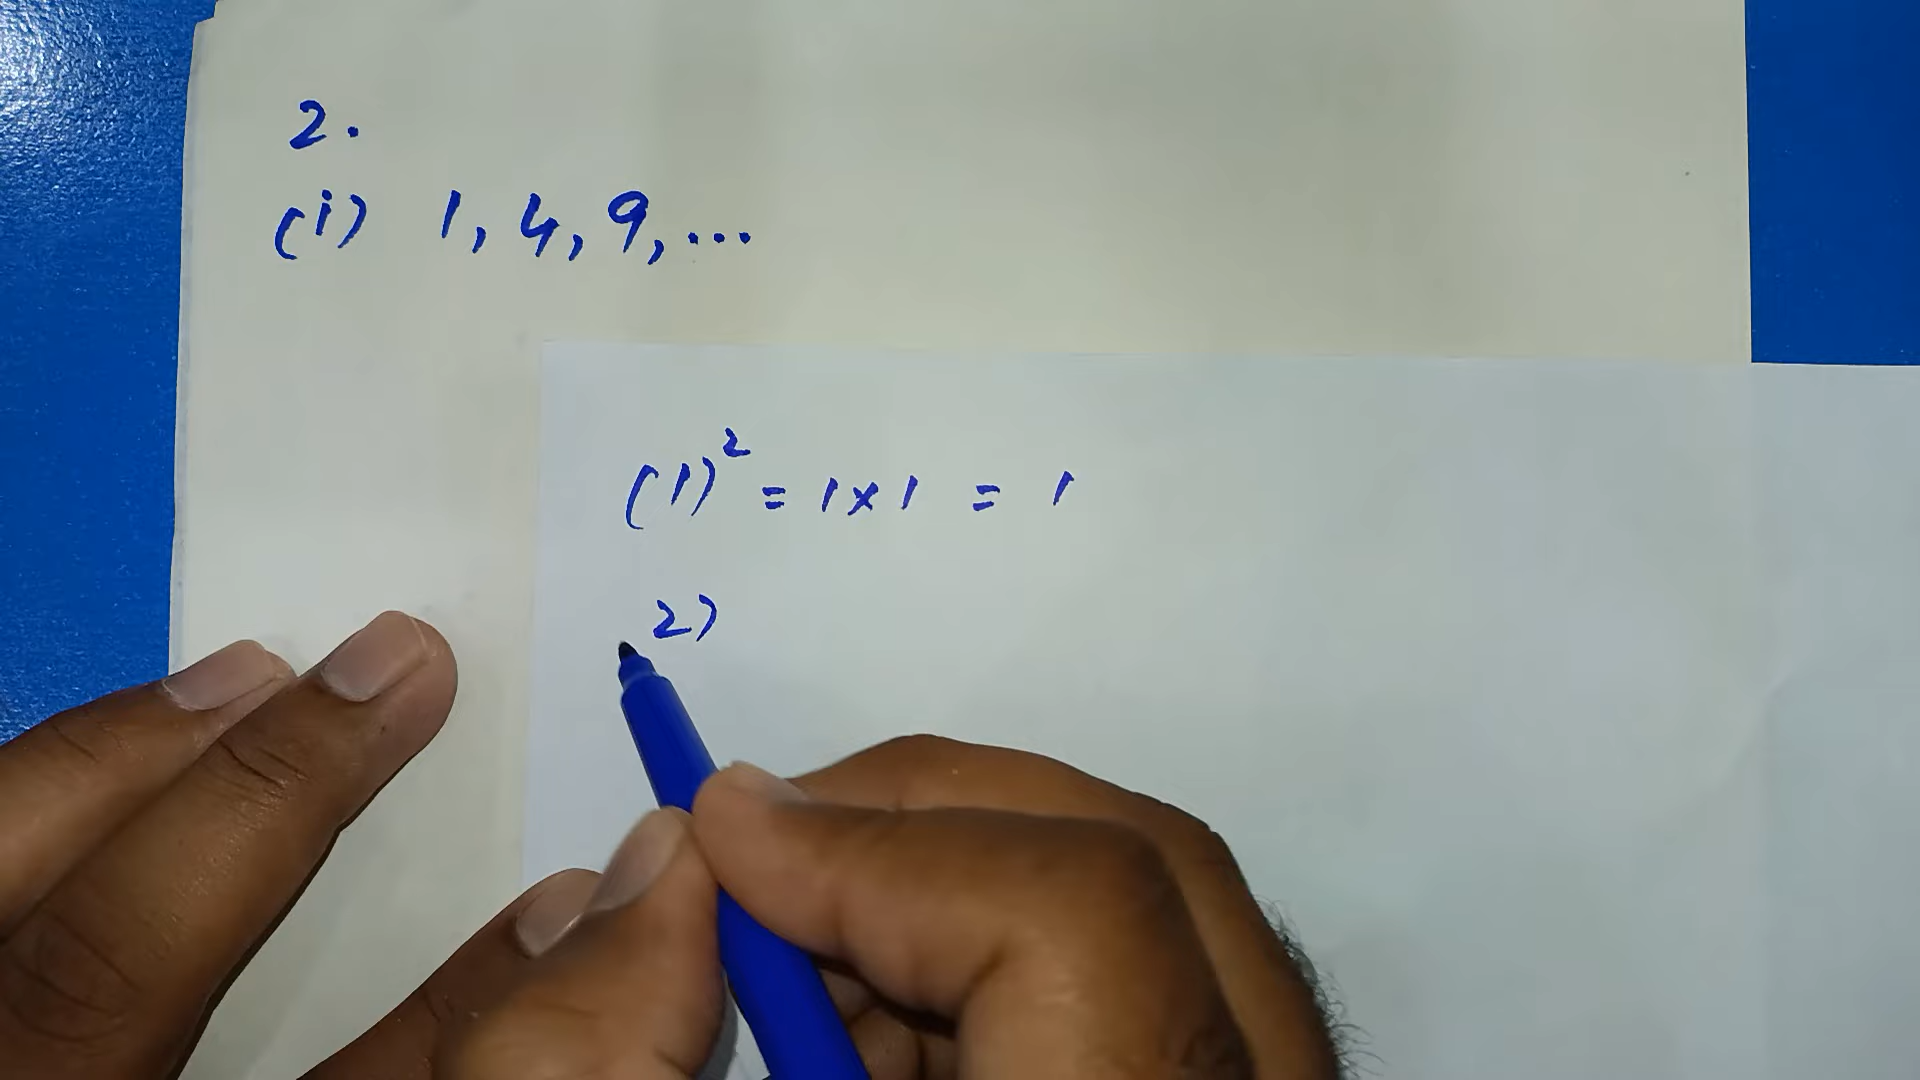 2.
(i) 1, 4, 9, ...
(1)² = 1 × 1 = 1
2)